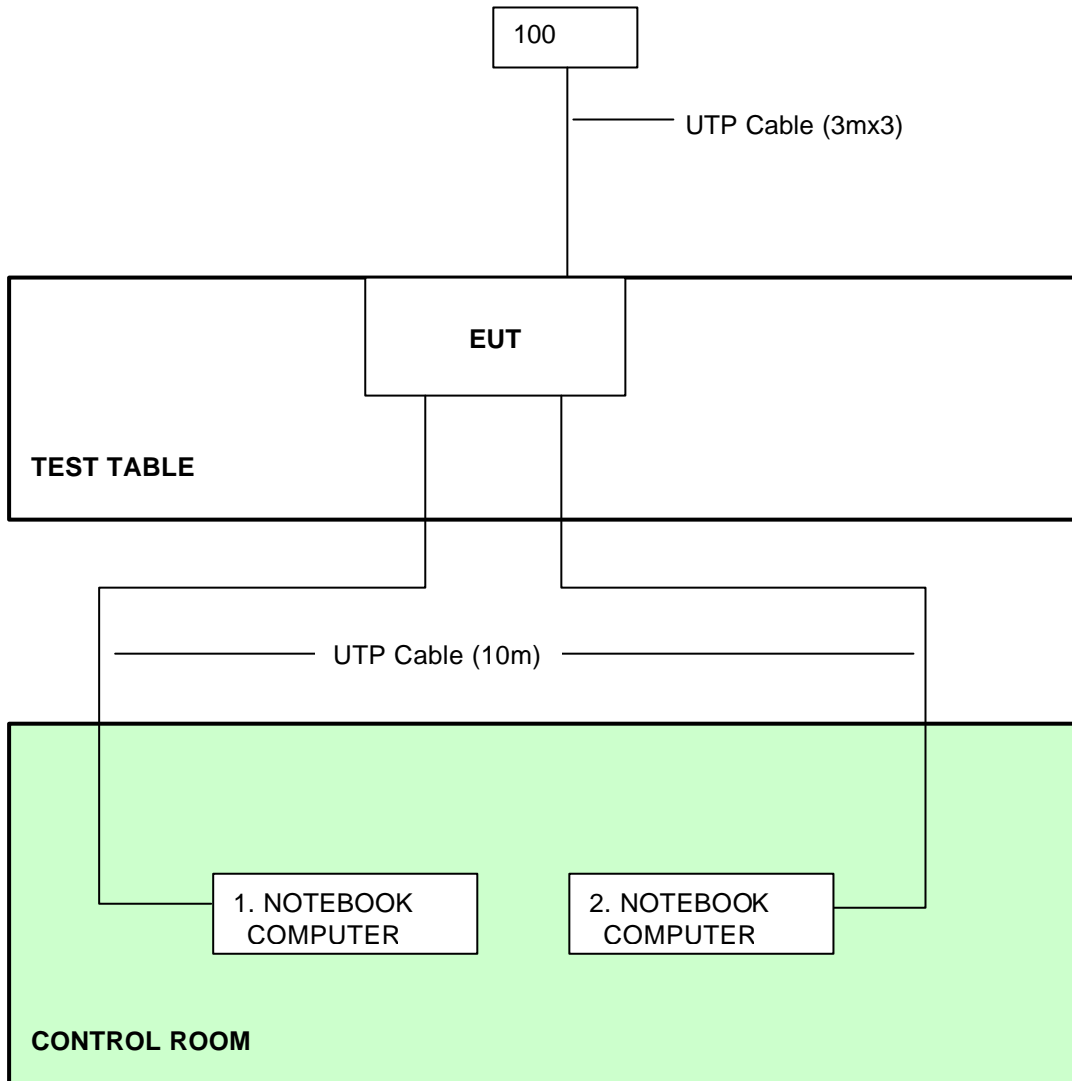 100
UTP Cable (3mx3)
EUT
TEST TABLE
UTP Cable (10m)
1. NOTEBOOK
COMPUTER
2. NOTEBOOK
COMPUTER
CONTROL ROOM